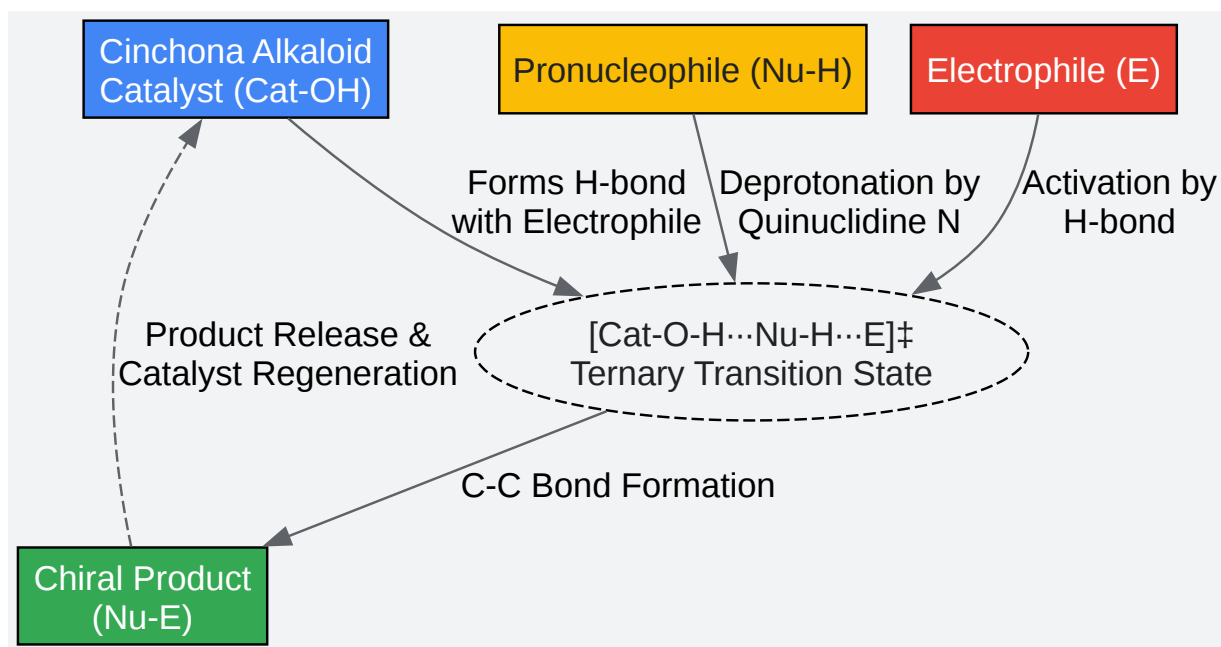 Cinchona Alkaloid
Catalyst (Cat-OH)
Pronucleophile (Nu-H)
Electrophile (E)
Forms H-bond
with Electrophile
Deprotonation by
Quinuclidine N
Activation by
H-bond
[Cat-O-H···Nu-H···E]‡
Ternary Transition State
Product Release &
Catalyst Regeneration
C-C Bond Formation
Chiral Product
(Nu-E)